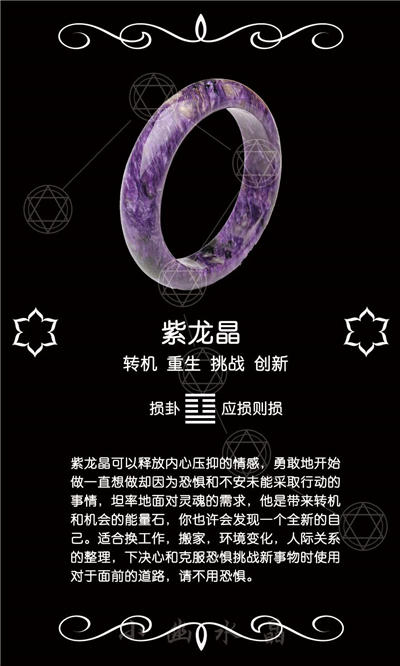 紫龙晶
转机 重生 挑战 创新
损卦 应损则损
紫龙晶可以释放内心压抑的情感，勇敢地开始
做一直想做却因为恐惧和不安未能采取行动的
事情，坦率地面对灵魂的需求，他是带来转机
和机会的能量石，你也许会发现一个全新的自
己。适合换工作，搬家，环境变化，人际关系
的整理，下决心和克服恐惧挑战新事物时使用
对于面前的道路，请不用恐惧。
小幽水晶